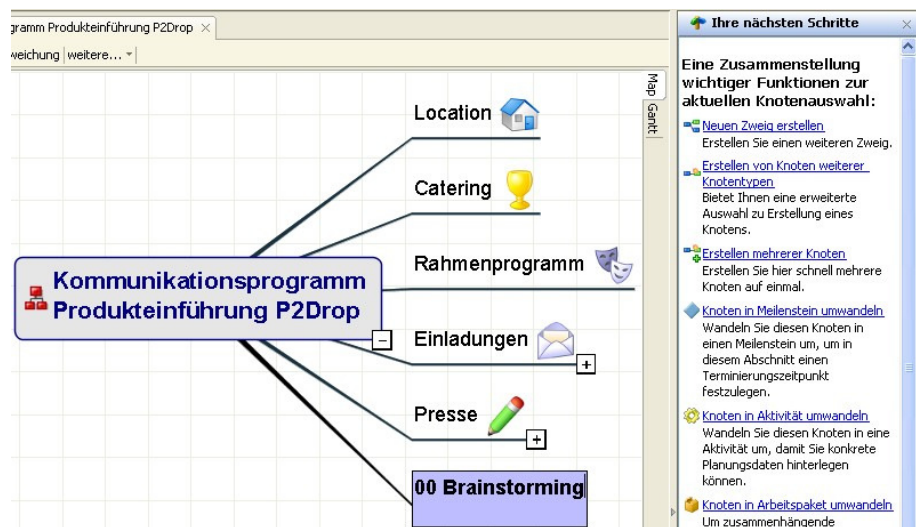 gramm Produkteinführung P2Drop
weichung weitere...
Map
Gantt
Location
Catering
Rahmenprogramm
Kommunikationsprogramm
Produkteinführung P2Drop
Einladungen
Presse
00 Brainstorming
Ihre nächsten Schritte
Eine Zusammenstellung
wichtiger Funktionen zur
aktuellen Knotenauswahl:
Neuen Zweig erstellen
Erstellen Sie einen weiteren Zweig.
Erstellen von Knoten weiterer
Knotentypen
Bietet Ihnen eine erweiterte
Auswahl zu Erstellung eines
Knotens.
Erstellen mehrerer Knoten
Erstellen Sie hier schnell mehrere
Knoten auf einmal.
Knoten in Meilenstein umwandeln
Wandeln Sie diesen Knoten in
einen Meilenstein um, um in
diesem Abschnitt einen
Terminierungszeitpunkt
festzulegen.
Knoten in Aktivität umwandeln
Wandeln Sie diesen Knoten in eine
Aktivität um, damit Sie konkrete
Planungsdaten hinterlegen
können.
Knoten in Arbeitspaket umwandeln
Um zusammenhängende